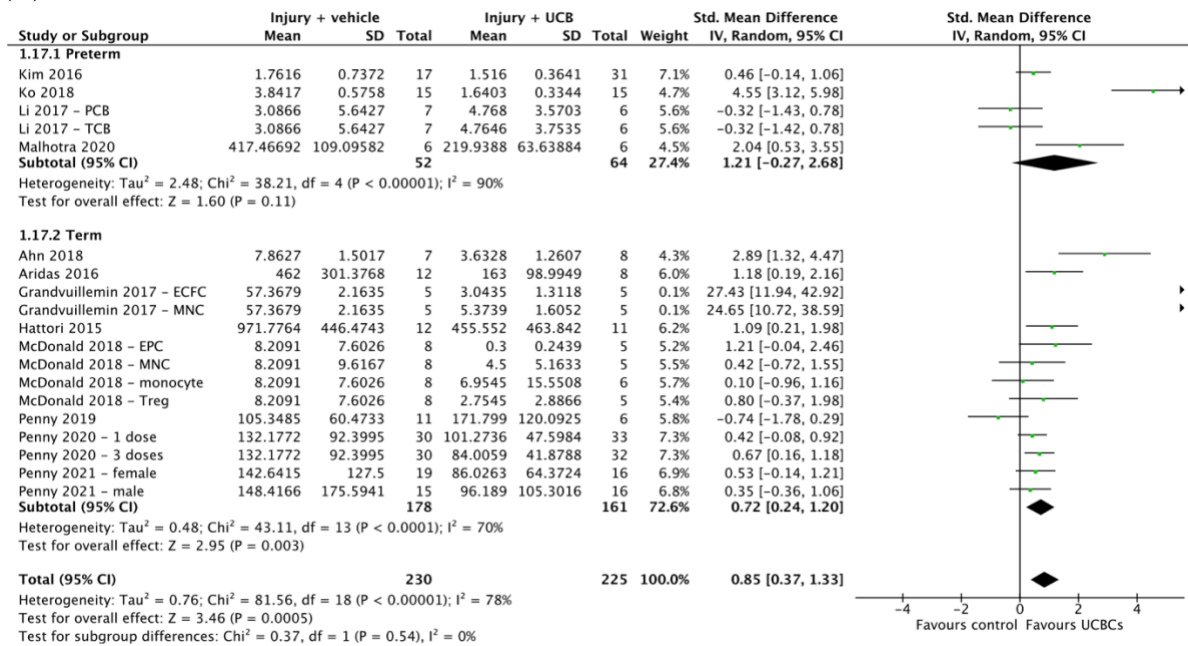 Injury + vehicle Injury + UCB Std. Mean Difference Std. Mean Difference
Study or Subgroup Mean SD Total Mean SD Total Weight IV, Random, 95% CI IV, Random, 95% CI
1.17.1 Preterm
Kim 2016 1.7616 0.7372 17 1.516 0.3641 31 7.1% 0.46 [-0.14, 1.06]
Ko 2018 3.8417 0.5758 15 1.6403 0.3344 15 4.7% 4.55 [3.12, 5.98]
Li 2017 - PCB 3.0866 5.6427 7 4.768 3.5703 6 5.6% -0.32 [-1.43, 0.78]
Li 2017 - TCB 3.0866 5.6427 7 4.7646 3.7535 6 5.6% -0.32 [-1.42, 0.78]
Malhotra 2020 417.46692 109.09582 6 219.9388 63.63884 6 4.5% 2.04 [0.53, 3.55]
Subtotal (95% CI) 52 64 27.4% 1.21 [-0.27, 2.68]
Heterogeneity: Tau² = 2.48; Chi² = 38.21, df = 4 (P < 0.00001); I² = 90%
Test for overall effect: Z = 1.60 (P = 0.11)
1.17.2 Term
Ahn 2018 7.8627 1.5017 7 3.6328 1.2607 8 4.3% 2.89 [1.32, 4.47]
Aridas 2016 462 301.3768 12 163 98.9949 8 6.0% 1.18 [0.19, 2.16]
Grandvuillemin 2017 - ECFC 57.3679 2.1635 5 3.0435 1.3118 5 0.1% 27.43 [11.94, 42.92]
Grandvuillemin 2017 - MNC 57.3679 2.1635 5 5.3739 1.6052 5 0.1% 24.65 [10.72, 38.59]
Hattori 2015 971.7764 446.4743 12 455.552 463.842 11 6.2% 1.09 [0.21, 1.98]
McDonald 2018 - EPC 8.2091 7.6026 8 0.3 0.2439 5 5.2% 1.21 [-0.04, 2.46]
McDonald 2018 - MNC 8.2091 9.6167 8 4.5 5.1633 5 5.5% 0.42 [-0.72, 1.55]
McDonald 2018 - monocyte 8.2091 7.6026 8 6.9545 15.5508 6 5.7% 0.10 [-0.96, 1.16]
McDonald 2018 - Treg 8.2091 7.6026 8 2.7545 2.8866 5 5.4% 0.80 [-0.37, 1.98]
Penny 2019 105.3485 60.4733 11 171.799 120.0925 6 5.8% -0.74 [-1.78, 0.29]
Penny 2020 - 1 dose 132.1772 92.3995 30 101.2736 47.5984 33 7.3% 0.42 [-0.08, 0.92]
Penny 2020 - 3 doses 132.1772 92.3995 30 84.0059 41.8788 32 7.3% 0.67 [0.16, 1.18]
Penny 2021 - female 142.6415 127.5 19 86.0263 64.3724 16 6.9% 0.53 [-0.14, 1.21]
Penny 2021 - male 148.4166 175.5941 15 96.189 105.3016 16 6.8% 0.35 [-0.36, 1.06]
Subtotal (95% CI) 178 161 72.6% 0.72 [0.24, 1.20]
Heterogeneity: Tau² = 0.48; Chi² = 43.11, df = 13 (P < 0.0001); I² = 70%
Test for overall effect: Z = 2.95 (P = 0.003)
Total (95% CI) 230 225 100.0% 0.85 [0.37, 1.33]
Heterogeneity: Tau² = 0.76; Chi² = 81.56, df = 18 (P < 0.00001); I² = 78%
Test for overall effect: Z = 3.46 (P = 0.0005)
Test for subgroup differences: Chi² = 0.37, df = 1 (P = 0.54), I² = 0%
-4 -2 0 2 4
Favours control Favours UCBCs